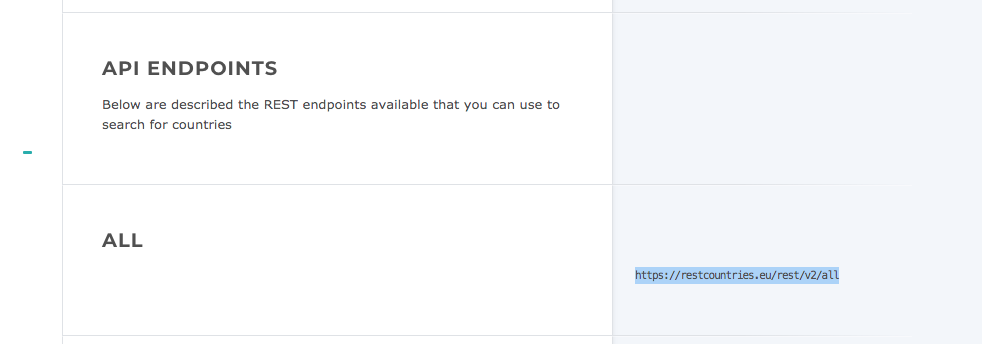 API ENDPOINTS
Below are described the REST endpoints available that you can use to
search for countries
ALL
https://restcountries.eu/rest/v2/all